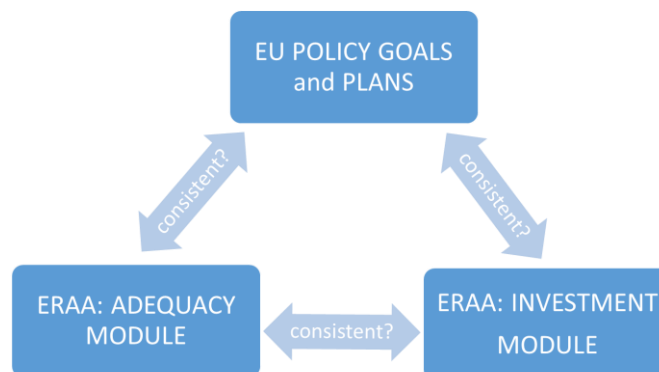 EU POLICY GOALS
and PLANS
consistent?
consistent?
ERAA: ADEQUACY
MODULE
consistent?
ERAA: INVESTMENT
MODULE